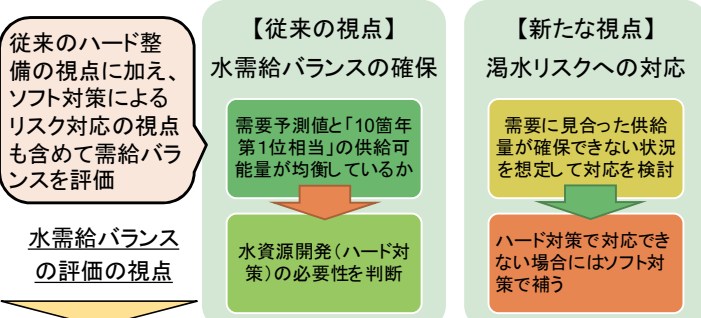 従来のハード整
備の視点に加え、
ソフト対策による
リスク対応の視点
も含めて需給バラ
ンスを評価
水需給バランス
の評価の視点
【従来の視点】
水需給バランスの確保
需要予測値と「10箇年
第1位相当」の供給可
能量が均衡しているか
水資源開発(ハード対
策)の必要性を判断
【新たな視点】
渇水リスクへの対応
需要に見合った供給
量が確保できない状況
を想定して対応を検討
ハード対策で対応でき
ない場合にはソフト対
策で補う